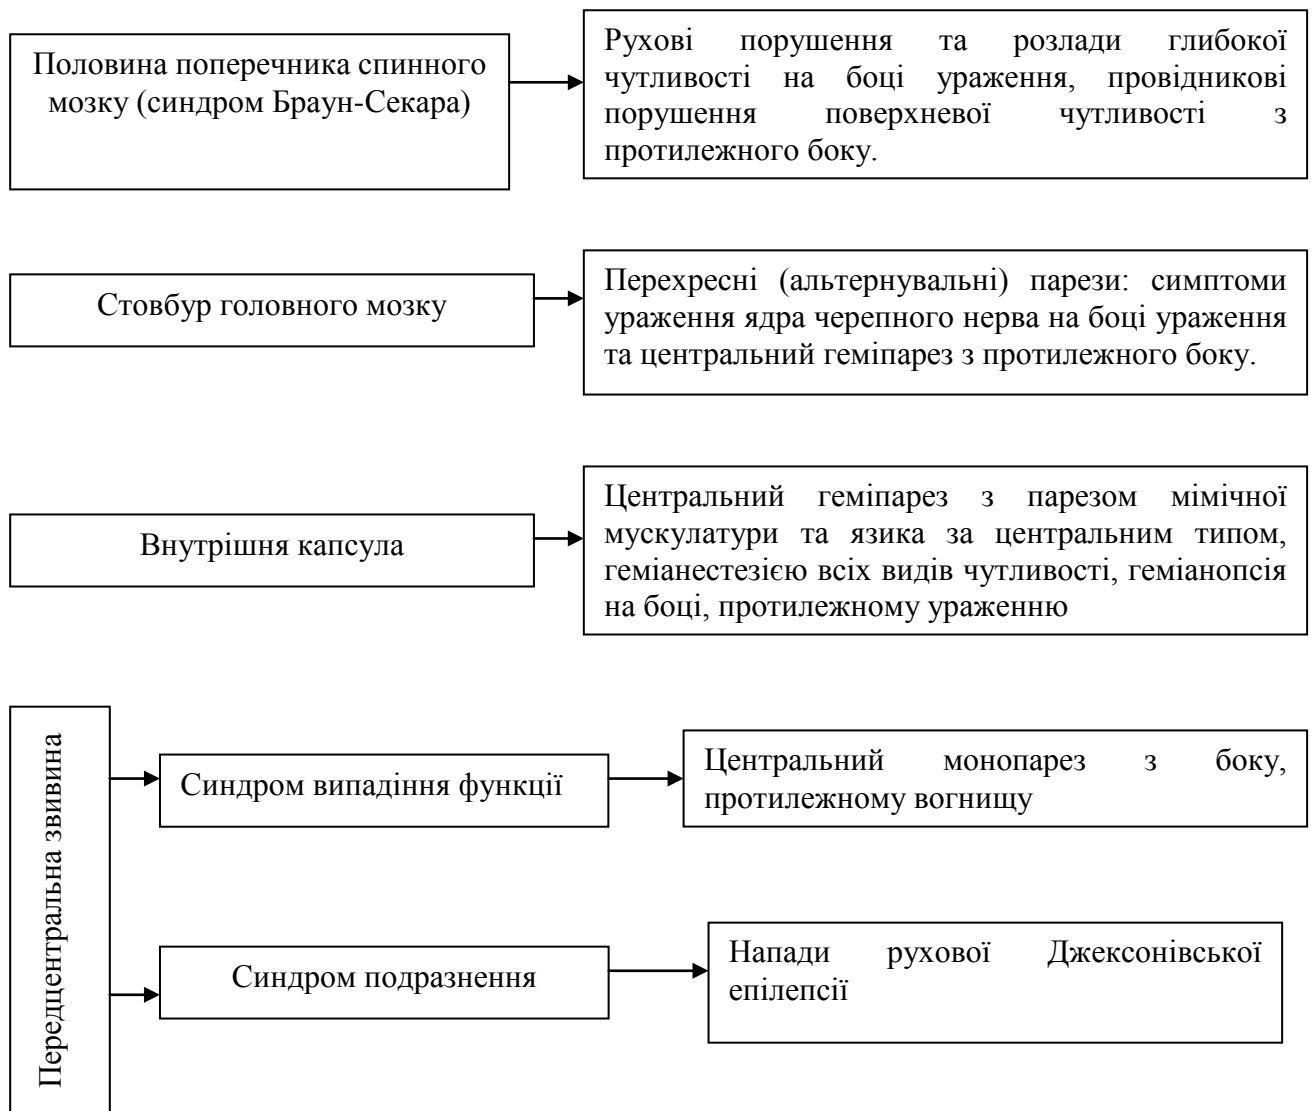 Половина поперечника спинного
мозку (синдром Браун-Секара)
Рухові порушення та розлади глибокої
чутливості на боці ураження, провідникові
порушення поверхневої чутливості з
протилежного боку.
Стовбур головного мозку
Перехресні (альтернувальні) парези: симптоми
ураження ядра черепного нерва на боці ураження
та центральний геміпарез з протилежного боку.
Внутрішня капсула
Центральний геміпарез з парезом мімічної
мускулатури та язика за центральним типом,
геміанестезією всіх видів чутливості, геміанопсія
на боці, протилежному ураженню
Передцентральна звивина
Синдром випадіння функції
Центральний монопарез з боку,
протилежному вогнищу
Синдром подразнення
Напади рухової Джексонівської
епілепсії